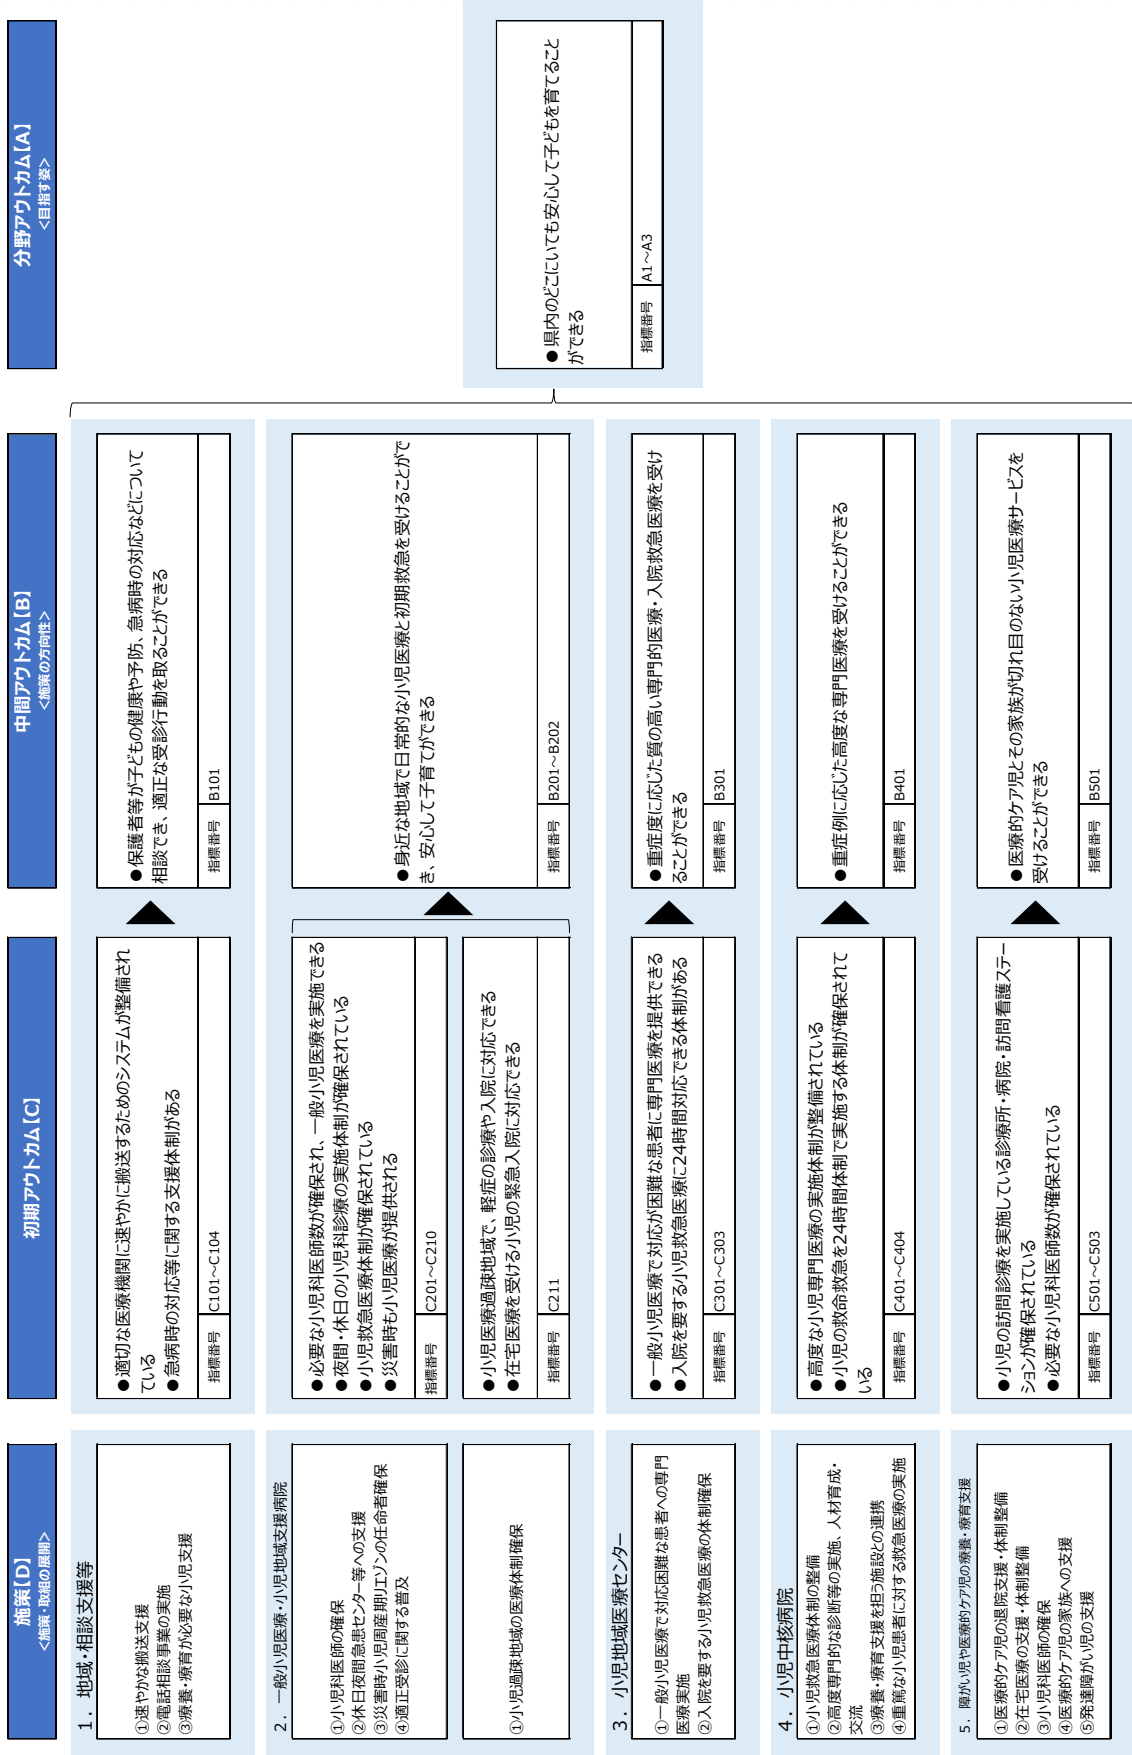 施策【D】
<施策・取組の展開>
初期アウトカム【C】
中間アウトカム【B】
<施策の方向性>
分野アウトカム【A】
<目指す姿>
1．地域・相談支援等
①速やかな搬送支援
②電話相談事業の実施
③療養・療育が必要な小児支援
●適切な医療機関に速やかに搬送するためのシステムが整備され
ている
●急病時の対応等に関する支援体制がある
指標番号 C101～C104
●保護者等が子どもの健康や予防、急病時の対応などについて
相談でき、適正な受診行動を取ることができる
指標番号 B101
2．一般小児医療・小児地域支援病院
①小児科医師の確保
②休日夜間急患センター等への支援
③災害時小児周産期リエゾンの任命者確保
④適正受診に関する普及
●必要な小児科医師数が確保され、一般小児医療を実施できる
●夜間・休日の小児科診療の実施体制が確保されている
●小児救急医療体制が確保されている
●災害時も小児医療が提供される
指標番号 C201～C210
①小児過疎地域の医療体制確保
●小児医療過疎地域で、軽症の診療や入院に対応できる
●在宅医療を受ける小児の緊急入院に対応できる
指標番号 C211
●身近な地域で日常的な小児医療と初期救急を受けることがで
き、安心して子育てができる
指標番号 B201～B202
3．小児地域医療センター
①一般小児医療で対応困難な患者への専門
医療実施
②入院を要する小児救急医療の体制確保
●一般小児医療で対応が困難な患者に専門医療を提供できる
●入院を要する小児救急医療に24時間対応できる体制がある
指標番号 C301～C303
●重症度に応じた質の高い専門的医療・入院救急医療を受け
ることができる
指標番号 B301
4．小児中核病院
①小児救急医療体制の整備
②高度専門的な診断等の実施、人材育成・
交流
③療養・療育支援を担う施設との連携
④重篤な小児患者に対する救急医療の実施
●高度な小児専門医療の実施体制が整備されている
●小児の救命救急を24時間体制で実施する体制が確保されて
いる
指標番号 C401～C404
●重症例に応じた高度な専門医療を受けることができる
指標番号 B401
5．障がい児や医療的ケア児の療養・療育支援
①医療的ケア児の退院支援・体制整備
②在宅医療の支援・体制整備
③小児科医師の確保
④医療的ケア児の家族への支援
⑤発達障がい児の支援
●小児の訪問診療を実施している診療所・病院・訪問看護ステー
ションが確保されている
●必要な小児科医師数が確保されている
指標番号 C501～C503
●医療的ケア児とその家族が切れ目のない小児医療サービスを
受けることができる
指標番号 B501
●県内のどこにいても安心して子どもを育てること
ができる
指標番号 A1～A3